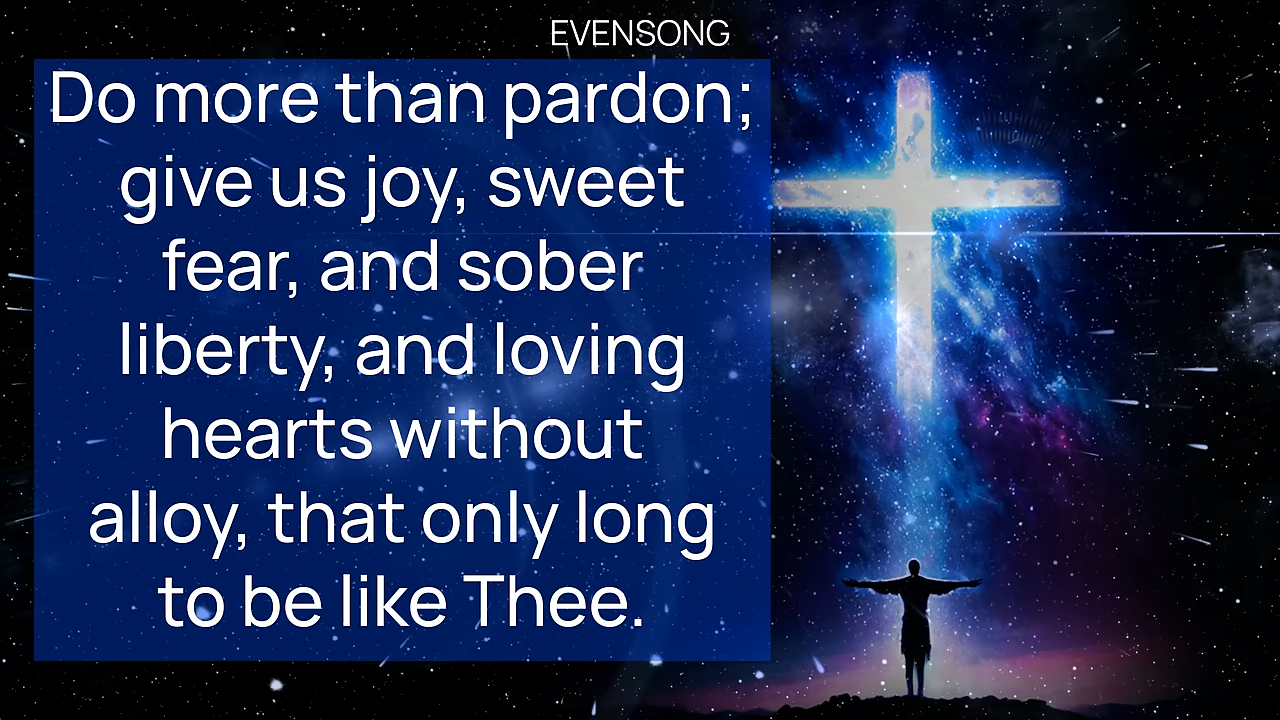 EVENSONG
Do more than pardon;
give us joy, sweet
fear, and sober
liberty, and loving
hearts without
alloy, that only long
to be like Thee.